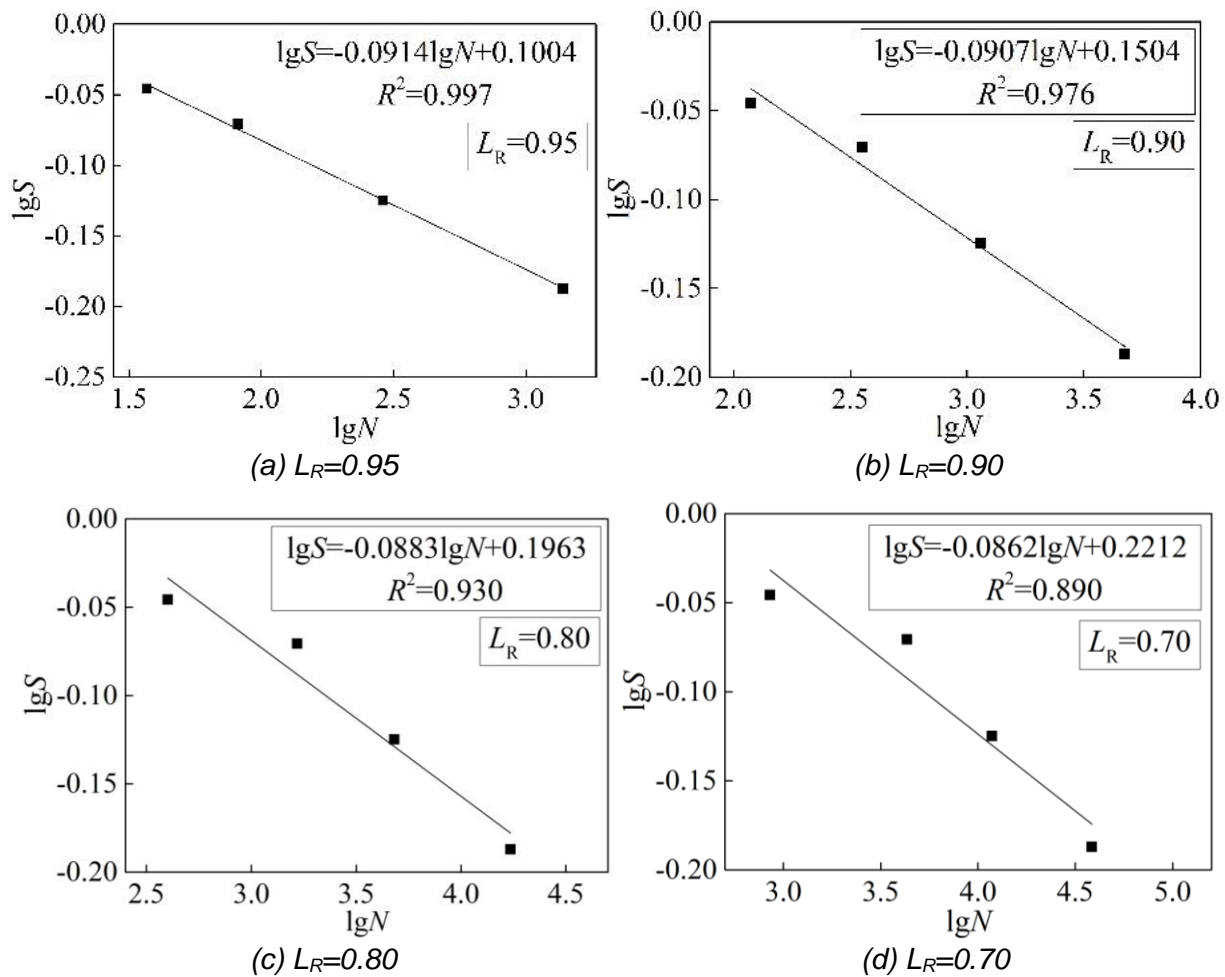 0.00
-0.05
-0.10
-0.15
-0.20
-0.25
lgS
lgS=-0.0914lgN+0.1004
R²=0.997
L_R=0.95
1.5 2.0 2.5 3.0
lgN
(a) L_R=0.95
0.00
-0.05
-0.10
-0.15
-0.20
lgS
lgS=-0.0907lgN+0.1504
R²=0.976
L_R=0.90
2.0 2.5 3.0 3.5 4.0
lgN
(b) L_R=0.90
0.00
-0.05
-0.10
-0.15
-0.20
lgS
lgS=-0.0883lgN+0.1963
R²=0.930
L_R=0.80
2.5 3.0 3.5 4.0 4.5
lgN
(c) L_R=0.80
0.00
-0.05
-0.10
-0.15
-0.20
lgS
lgS=-0.0862lgN+0.2212
R²=0.890
L_R=0.70
3.0 3.5 4.0 4.5 5.0
lgN
(d) L_R=0.70